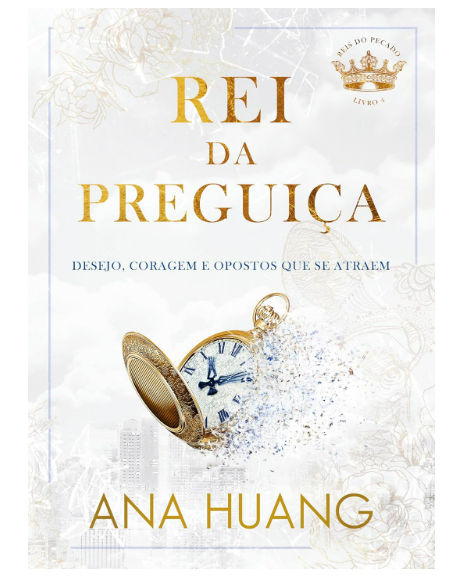 REIS DO PECADO
LIVRO 4
REI
DA
PREGUIÇA
DESEJO, CORAGEM E OPOSTOS QUE SE ATRAEM
ANA HUANG